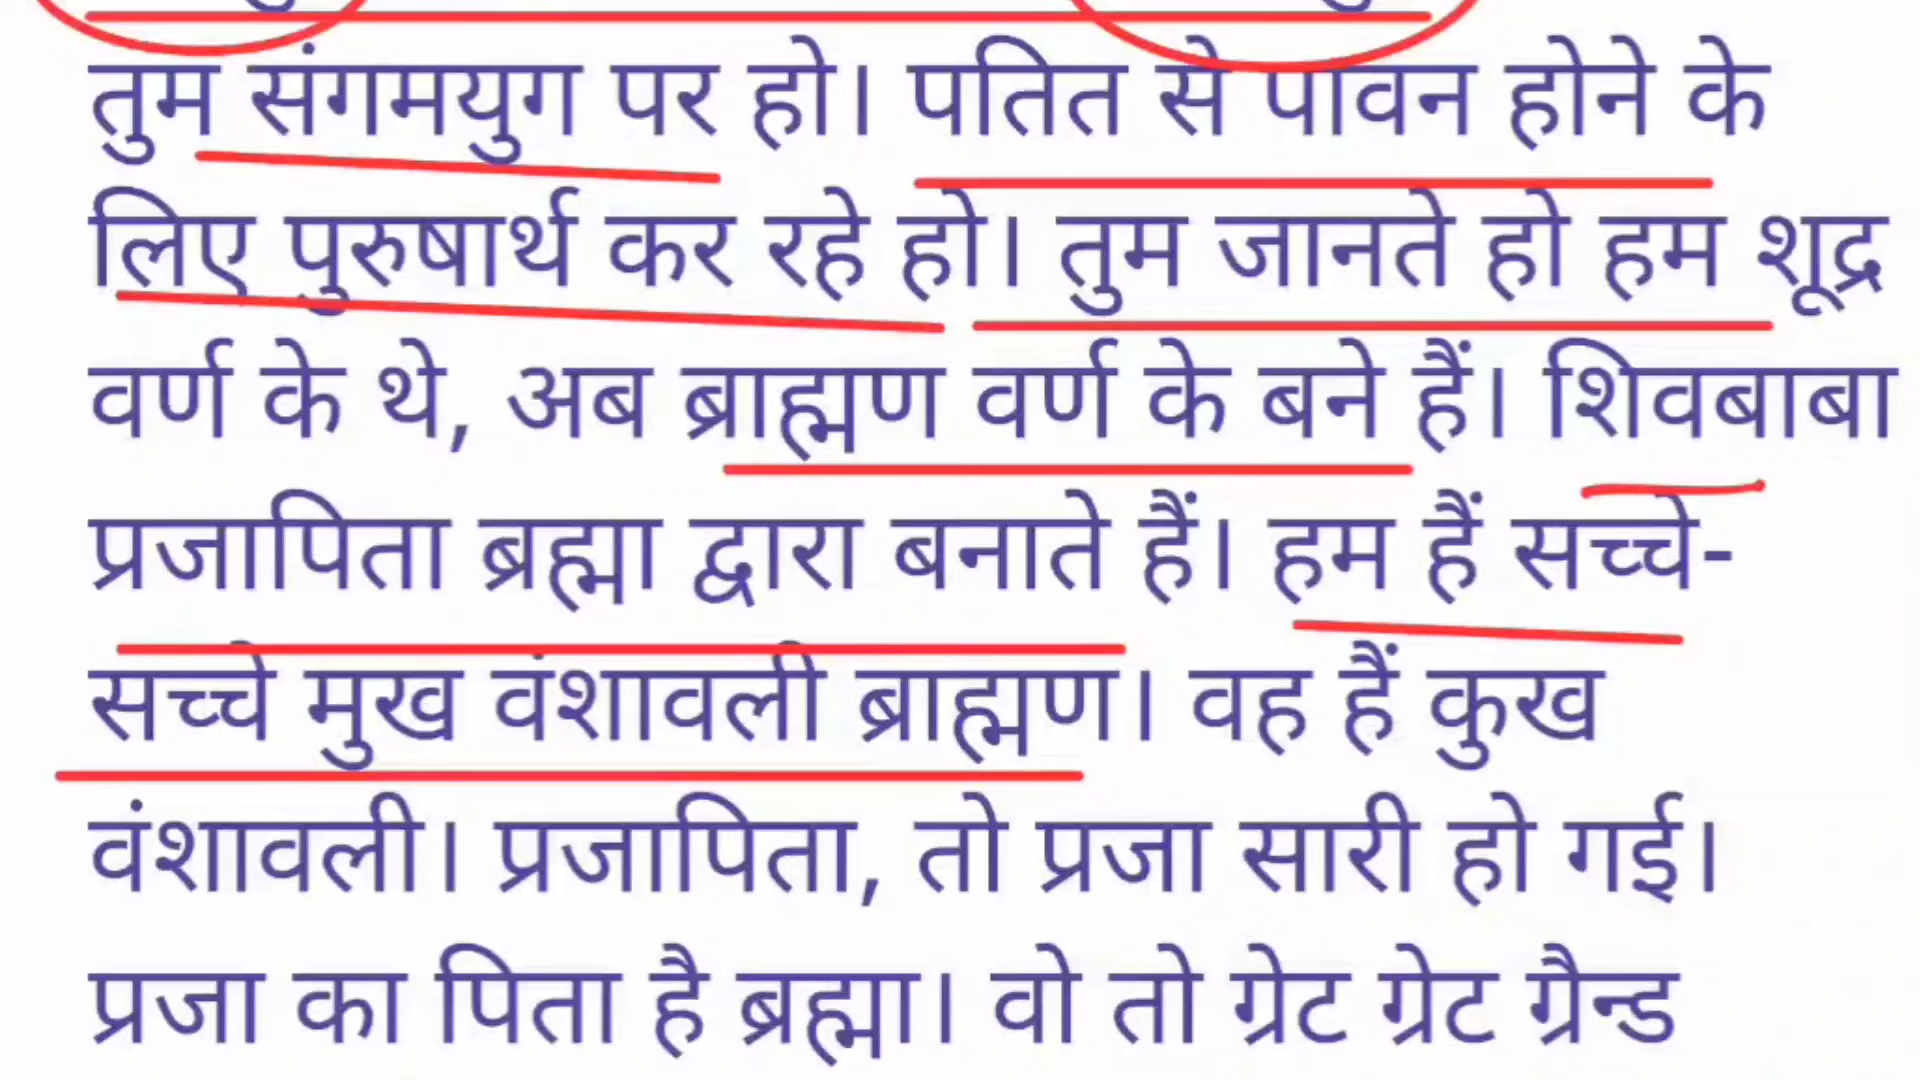 तुम संगमयुग पर हो। पतित से पावन होने के
लिए पुरुषार्थ कर रहे हो। तुम जानते हो हम शूद्र
वर्ण के थे, अब ब्राह्मण वर्ण के बने हैं। शिवबाबा
प्रजापिता ब्रह्मा द्वारा बनाते हैं। हम हैं सच्चे-
सच्चे मुख वंशावली ब्राह्मण। वह हैं कुख
वंशावली। प्रजापिता, तो प्रजा सारी हो गई।
प्रजा का पिता है ब्रह्मा। वो तो ग्रेट ग्रेट ग्रैन्ड